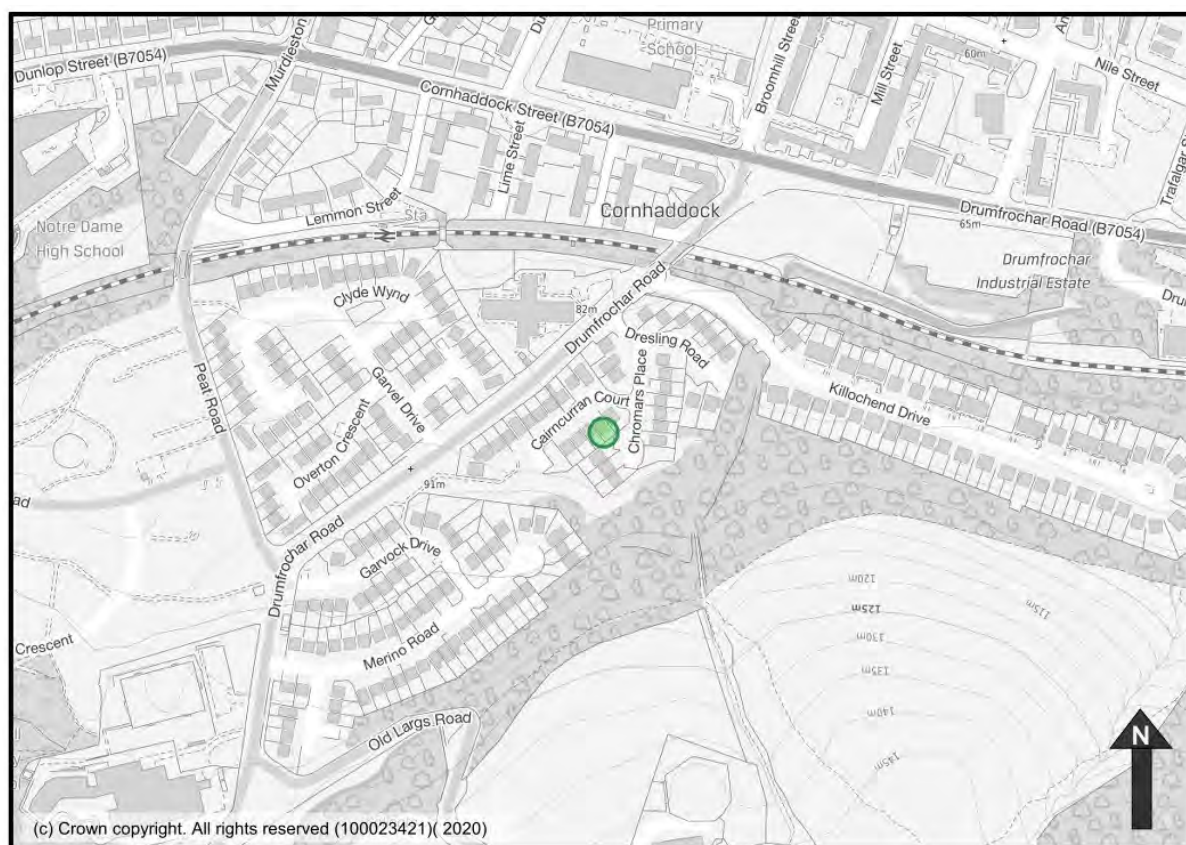 Primary
School
Dunlop Street (B7054)
Murdieston
Cornhaddock Street (B7054)
Broomhill Street
Mill Street
60m
Nile Street
Lime Street
Lemmon Street
Sta
Cornhaddock
Trafalgar S
Drumfrochar Road (B7054)
65m
Notre Dame
High School
Drumfrochar
Industrial Estate
Clyde Wynd
82m
Drumfrochar Road
Dresling Road
Peat Road
Garvel Drive
Chromars Place
Killochend Drive
Cairncurran Court
Overton Crescent
91m
Drumfrochar Road
Garvock Drive
120m
115m
125m
130m
135m
140m
145m
Crescent
Merino Road
Old Largs Road
N
(c) Crown copyright. All rights reserved (100023421)( 2020)